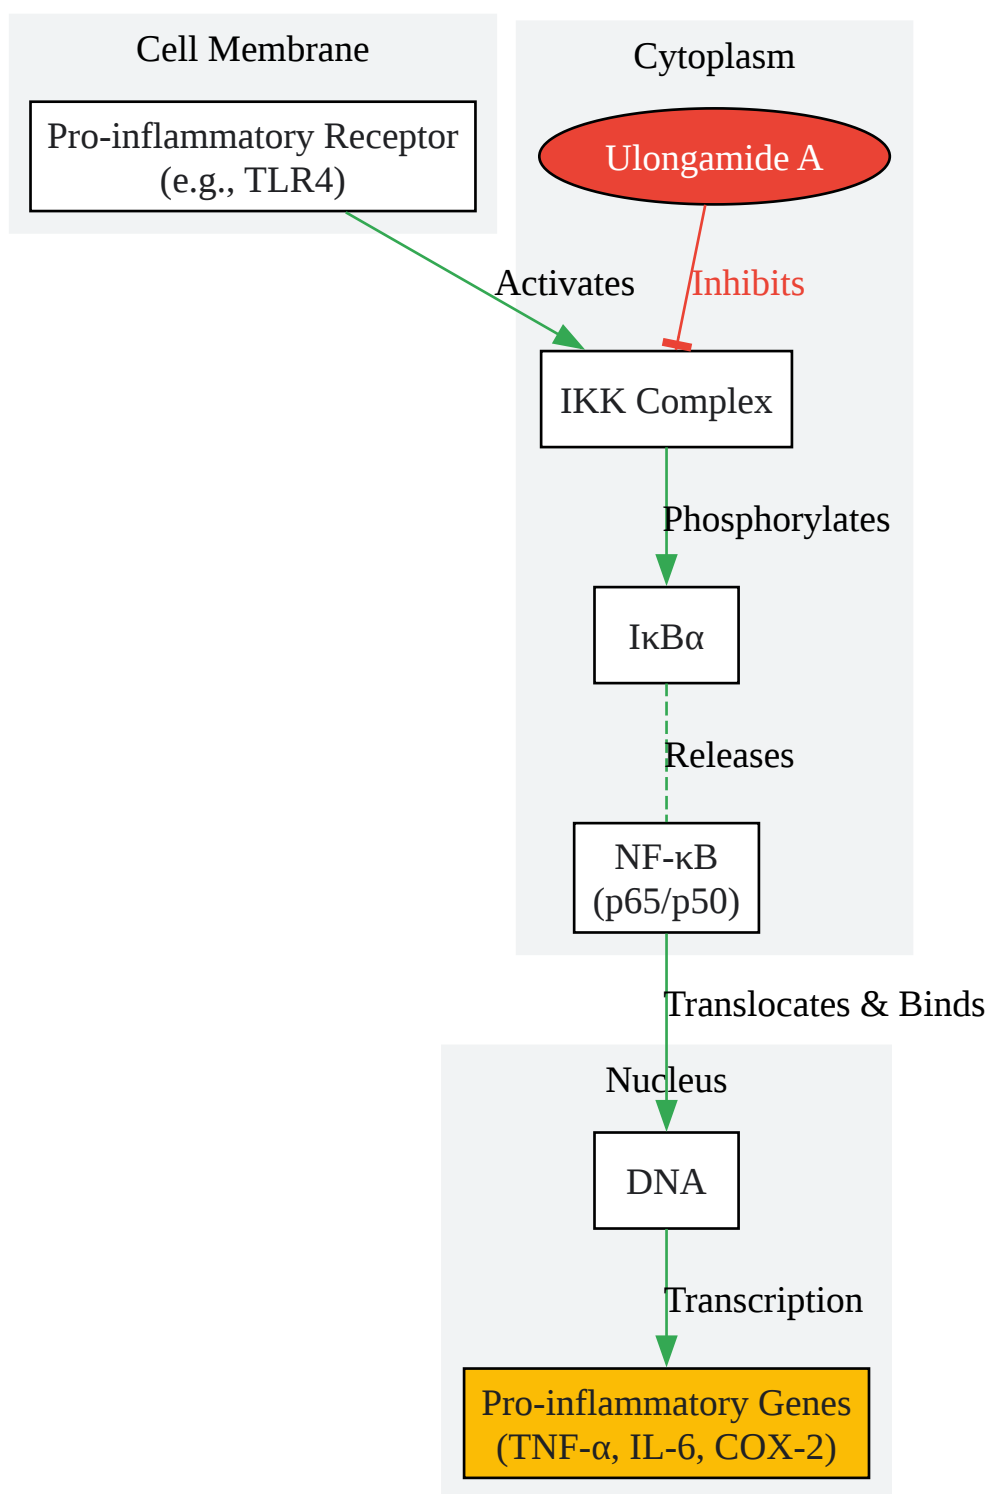 Cell Membrane
Pro-inflammatory Receptor
(e.g., TLR4)
Cytoplasm
Ulongamide A
Activates
Inhibits
IKK Complex
Phosphorylates
IκBα
Releases
NF-κB
(p65/p50)
Translocates & Binds
Nucleus
DNA
Transcription
Pro-inflammatory Genes
(TNF-α, IL-6, COX-2)